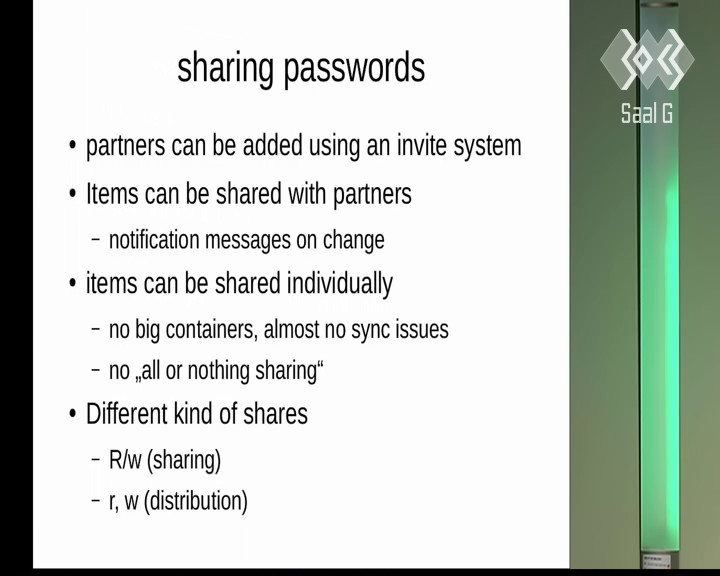 sharing passwords
• partners can be added using an invite system
• Items can be shared with partners
– notification messages on change
• items can be shared individually
– no big containers, almost no sync issues
– no „all or nothing sharing“
• Different kind of shares
– R/w (sharing)
– r, w (distribution)
Saal G